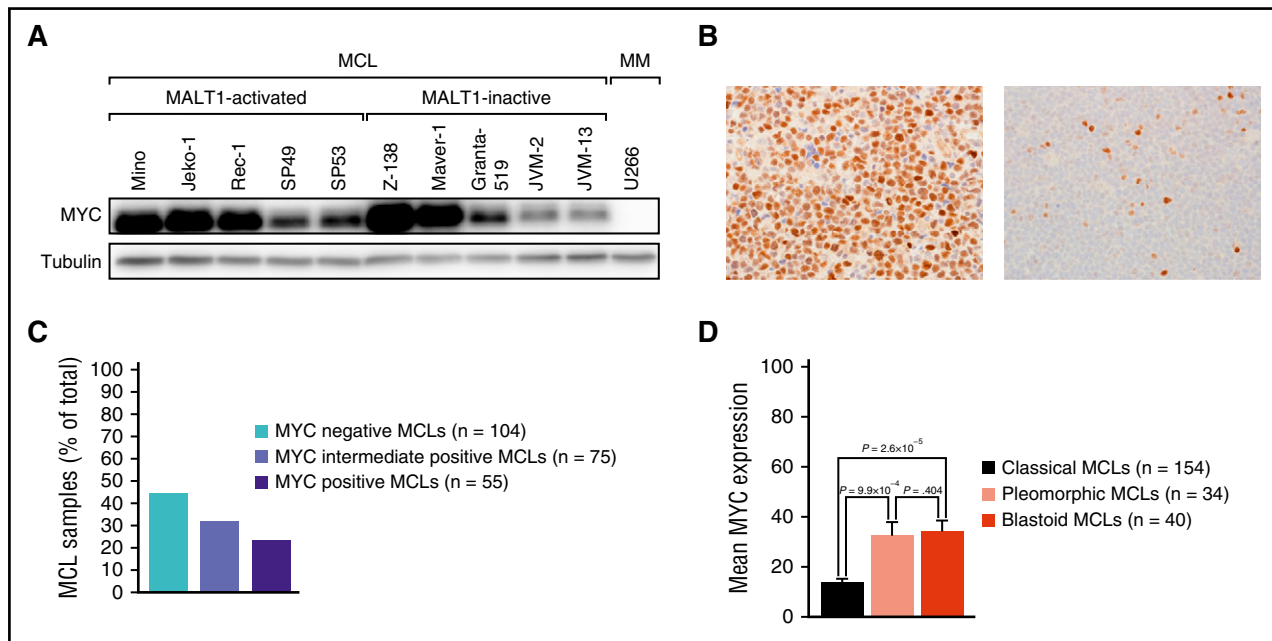 A
MCL
MM
MALT1-activated
MALT1-inactive
Mino
Jeko-1
Rec-1
SP49
SP53
Z-138
Maver-1
Granta-
519
JVM-2
JVM-13
U266
MYC
Tubulin
B
C
MCL samples (% of total)
100
90
80
70
60
50
40
30
20
10
0
MYC negative MCLs (n = 104)
MYC intermediate positive MCLs (n = 75)
MYC positive MCLs (n = 55)
D
Mean MYC expression
100
80
60
40
20
0
P = 2.6×10⁻⁵
P = 9.9×10⁻⁴
P = .404
Classical MCLs (n = 154)
Pleomorphic MCLs (n = 34)
Blastoid MCLs (n = 40)